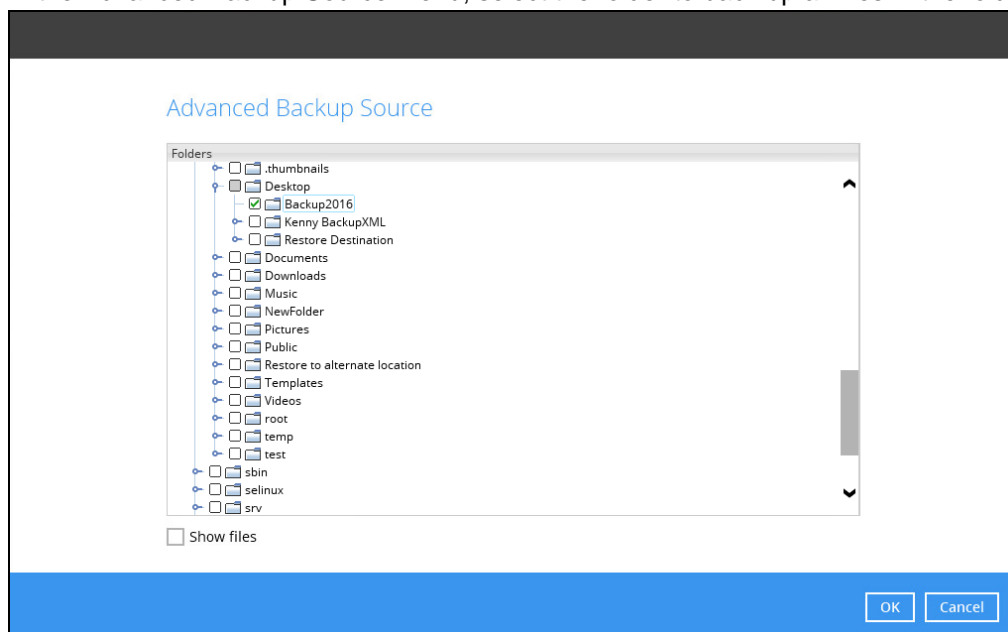 Advanced Backup Source
Folders
.thumbnails
Desktop
Backup2016
Kenny BackupXML
Restore Destination
Documents
Downloads
Music
NewFolder
Pictures
Public
Restore to alternate location
Templates
Videos
root
temp
test
sbin
selinux
srv
Show files
OK Cancel